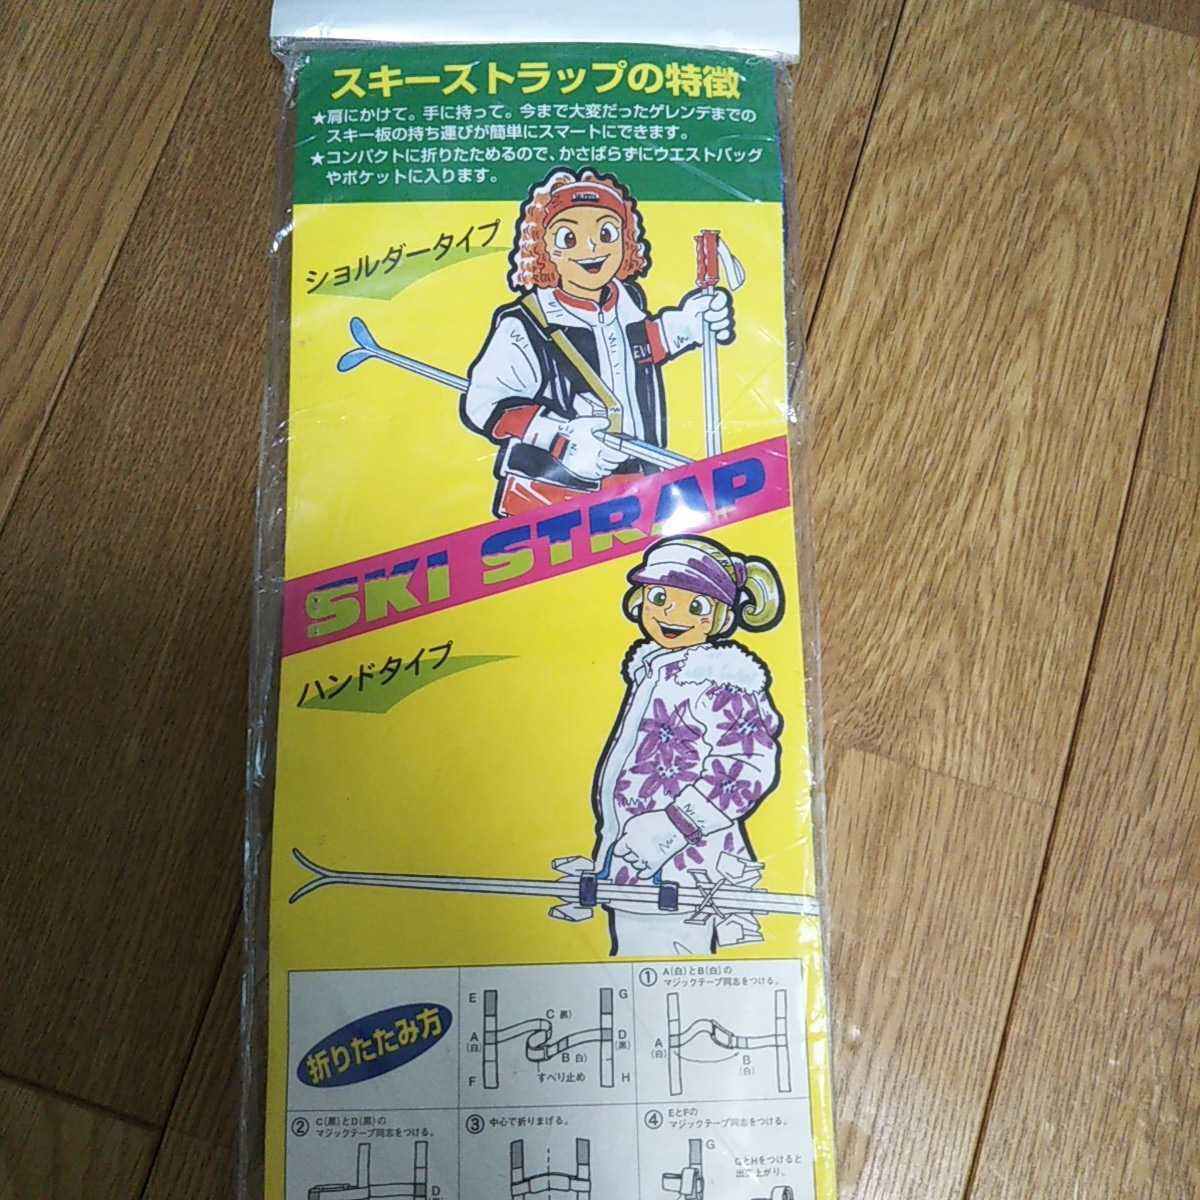 スキーストラップの特徴
★肩にかけて。手に持って。今まで大変だったゲレンデまでの
スキー板の持ち運びが簡単にスマートにできます。
★コンパクトに折りたためるので、かさばらずにウエストバッグ
やポケットに入ります。
ショルダータイプ
SKI STRAP
ハンドタイプ
折りたたみ方
E
G
C
黒)
A
(白)
D
(黒)
B
白)
F
すべり止め
H
① A(白)とB(白)の
マジックテープ同志をつける。
A
(白)
B
(白)
② C(黒)とD(黒)の
マジックテープ同志をつける。
D
③ 中心で折りまげる。
④ EとFの
マジックテープ同志をつける。
G
GとHをつけると